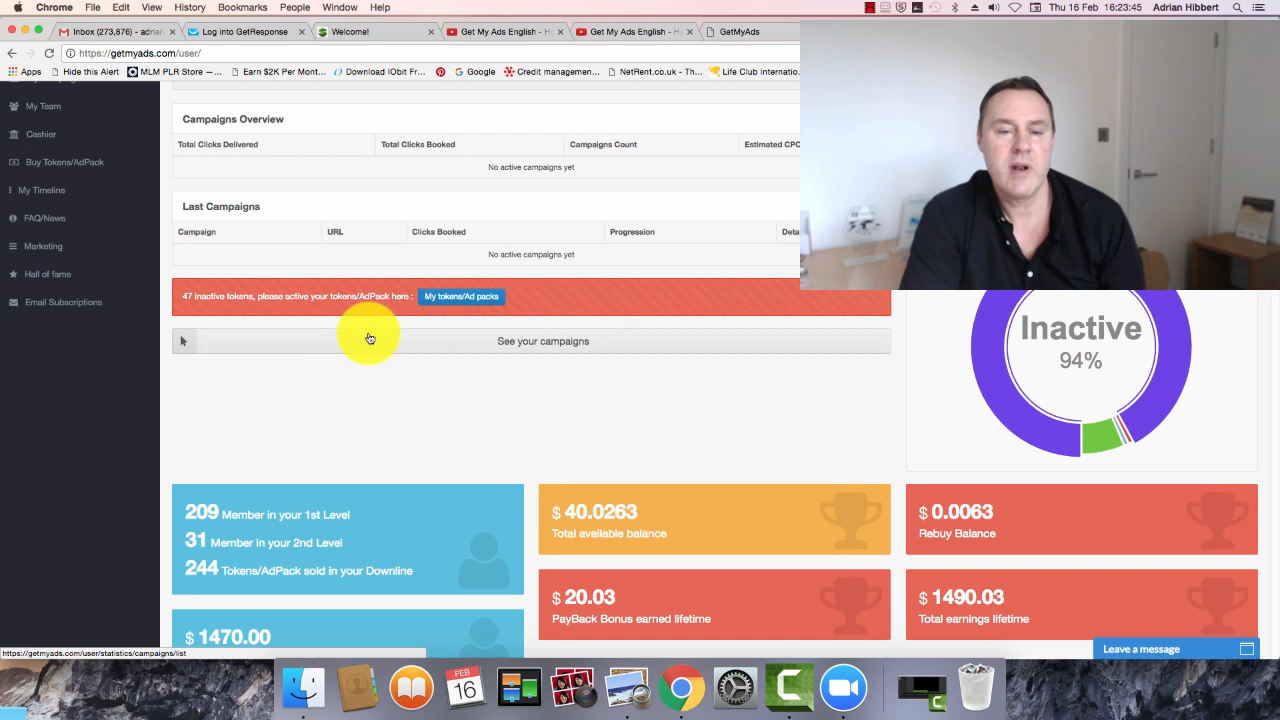 Chrome File Edit View History Bookmarks People Window Help Thu 16 Feb 16:23:45 Adrian Hibbert
Inbox (273,876) - adria Log into GetResponse Welcome! Get My Ads English - H Get My Ads English - H GetMyAds
https://getmyads.com/user/
Apps Hide this Alert MLM PLR Store — ... Earn $2K Per Mont... Download IObit Fr... Google Credit managemen... NetRent.co.uk - Th... Life Club internatio...
My Team
Cashier
Buy Tokens/AdPack
My Timeline
FAQ/News
Marketing
Hall of fame
Email Subscriptions
Campaigns Overview
Total Clicks Delivered Total Clicks Booked Campaigns Count Estimated CPC
No active campaigns yet
Last Campaigns
Campaign URL Clicks Booked Progression Deta
No active campaigns yet
47 inactive tokens, please active your tokens/AdPack here : My tokens/Ad packs
See your campaigns
Inactive
94%
209 Member in your 1st Level
31 Member in your 2nd Level
244 Tokens/AdPack sold in your Downline
$ 1470.00
$ 40.0263
Total available balance
$ 20.03
PayBack Bonus earned lifetime
$ 0.0063
Rebuy Balance
$ 1490.03
Total earnings lifetime
Leave a message
https://getmyads.com/user/statistics/campaigns/list
FEB
16